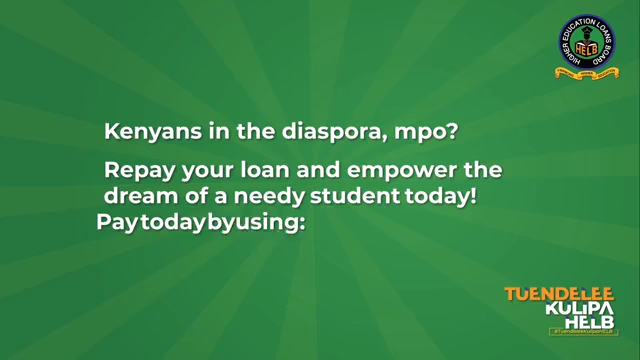 HIGHER EDUCATION LOANS BOARD
HELB
Kenyans in the diaspora, mpo?
Repay your loan and empower the
dream of a needy student today!
Paytodaybyusing:
TUENDELEE
KULIPA
HELB
#TuendeleeKulipaHELB